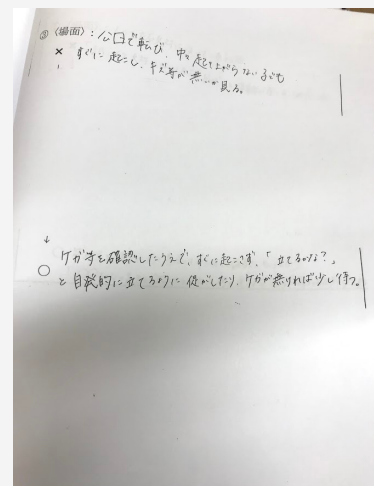 ③〈場面〉:公園で転び、中々起き上がらない子ども
× すぐに起こし、キズ等が無いか見る。
↓
ケガ等を確認したうえで、すぐに起こさず、「立てるかな?」
○ と自発的に立てるように促がしたり、ケガが無ければ少し待つ。